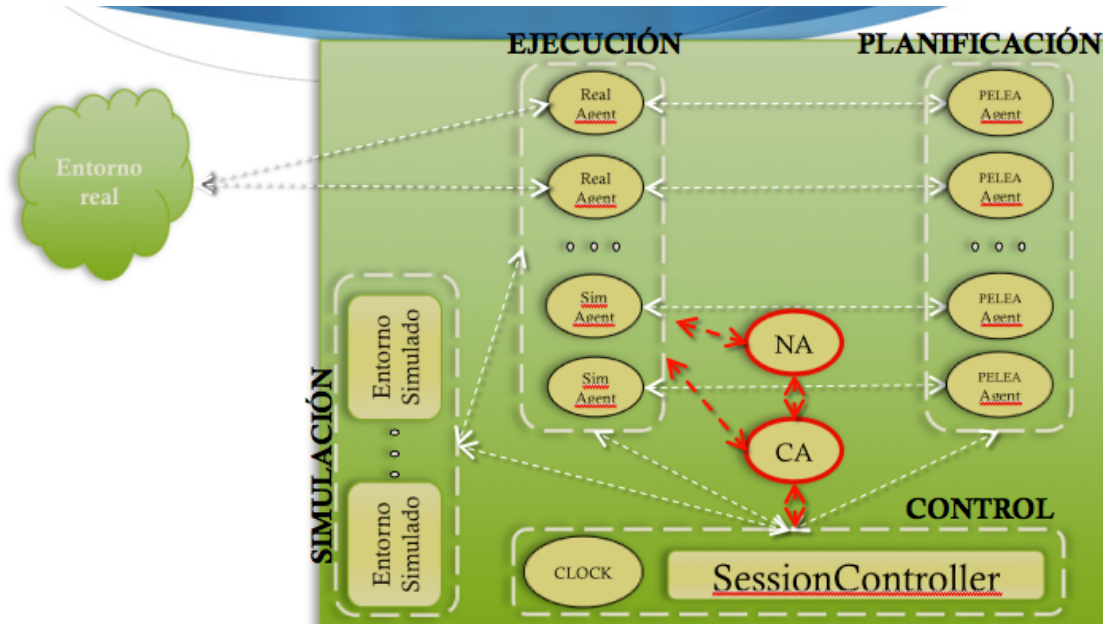 EJECUCIÓN
PLANIFICACIÓN
Entorno
real
Real
Agent
PELEA
Agent
Real
Agent
PELEA
Agent
Sim
Agent
PELEA
Agent
Sim
Agent
PELEA
Agent
NA
CA
SIMULACIÓN
Entorno
Simulado
Entorno
Simulado
CONTROL
CLOCK
SessionController